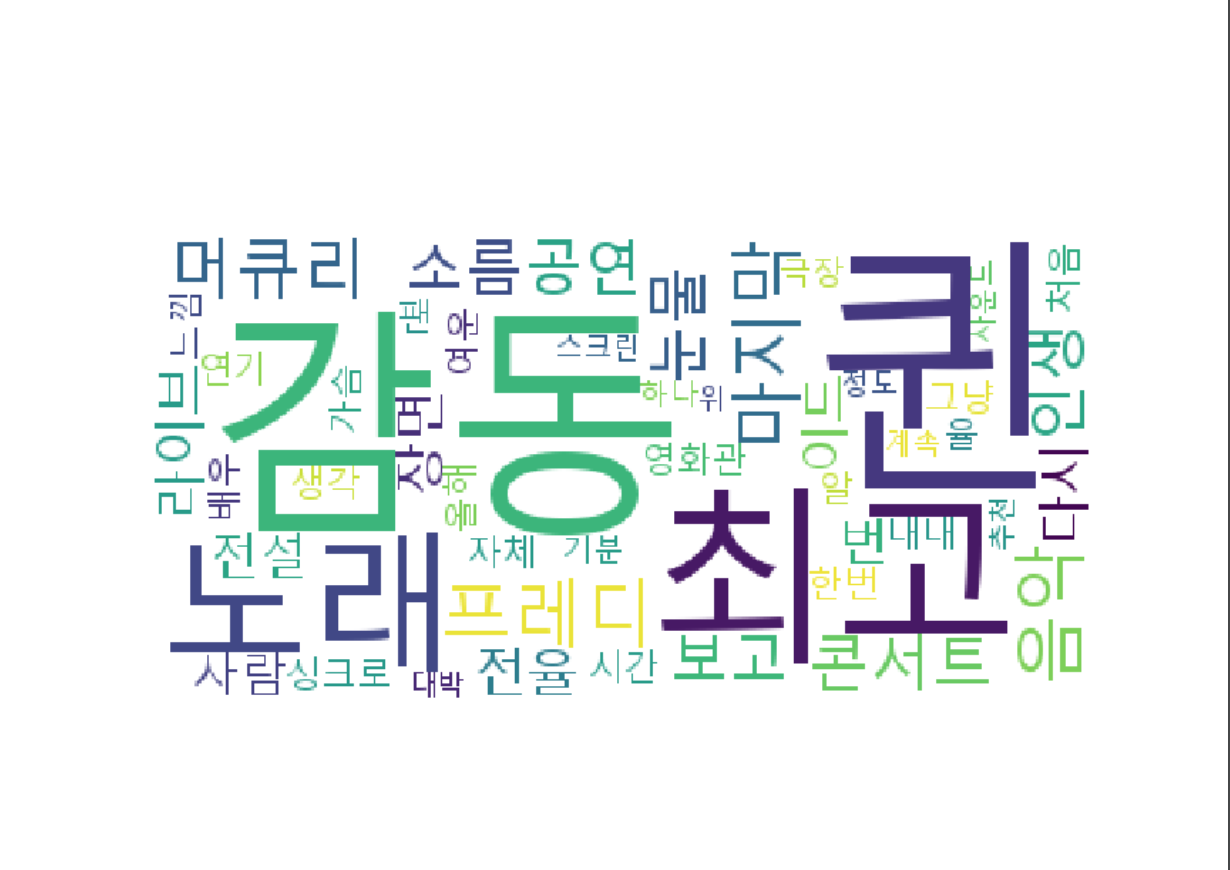 머큐리
소름
공연
눈물
마지막
극장
퀸
사운드
처음
느낌
연기
가슴
감동
팬
여운
스크린
하나
위
이드
정도
그냥
인생
라이브
배우
생각
장면
올해
영화관
알
계속
율
다시
전설
자체
기분
최고
또
내내
추천
노래
프레디
한번
음악
사람
싱크로
대박
전율
시간
보고
콘서트